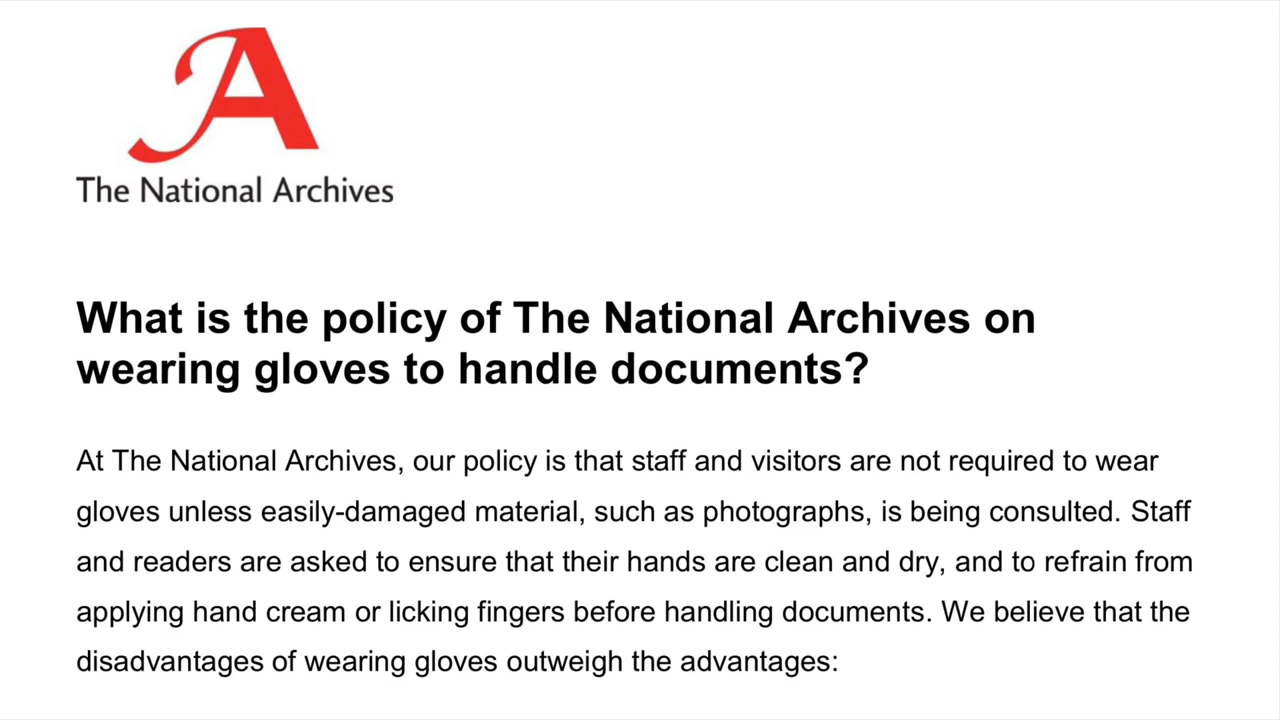 The National Archives
What is the policy of The National Archives on
wearing gloves to handle documents?
At The National Archives, our policy is that staff and visitors are not required to wear
gloves unless easily-damaged material, such as photographs, is being consulted. Staff
and readers are asked to ensure that their hands are clean and dry, and to refrain from
applying hand cream or licking fingers before handling documents. We believe that the
disadvantages of wearing gloves outweigh the advantages: